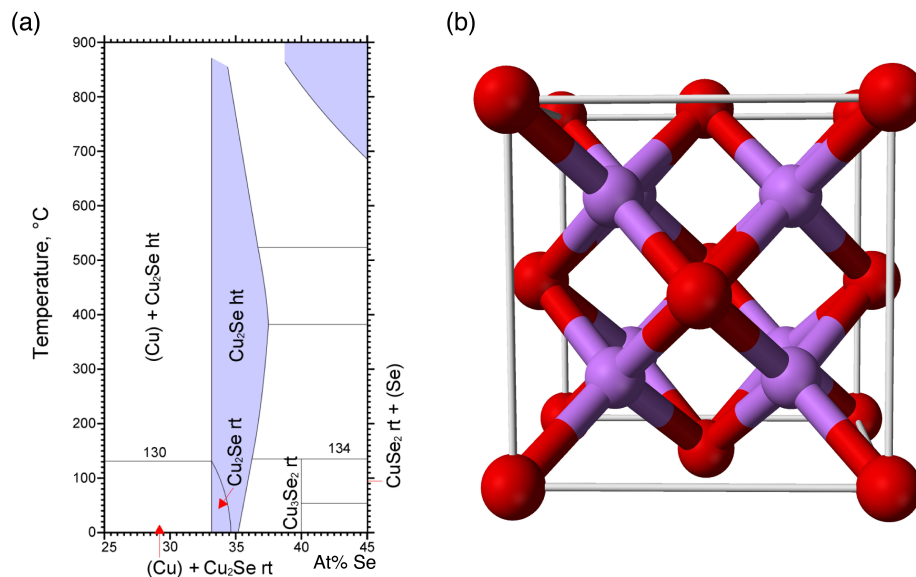 (a)
(b)
Temperature, °C
900
800
700
600
500
400
300
200
100
0
(Cu) + Cu₂Se ht
Cu₂Se ht
Cu₂Se rt
Cu₃Se₂ rt
CuSe₂ rt + (Se)
130
134
25
30
35
40
45
At% Se
(Cu) + Cu₂Se rt